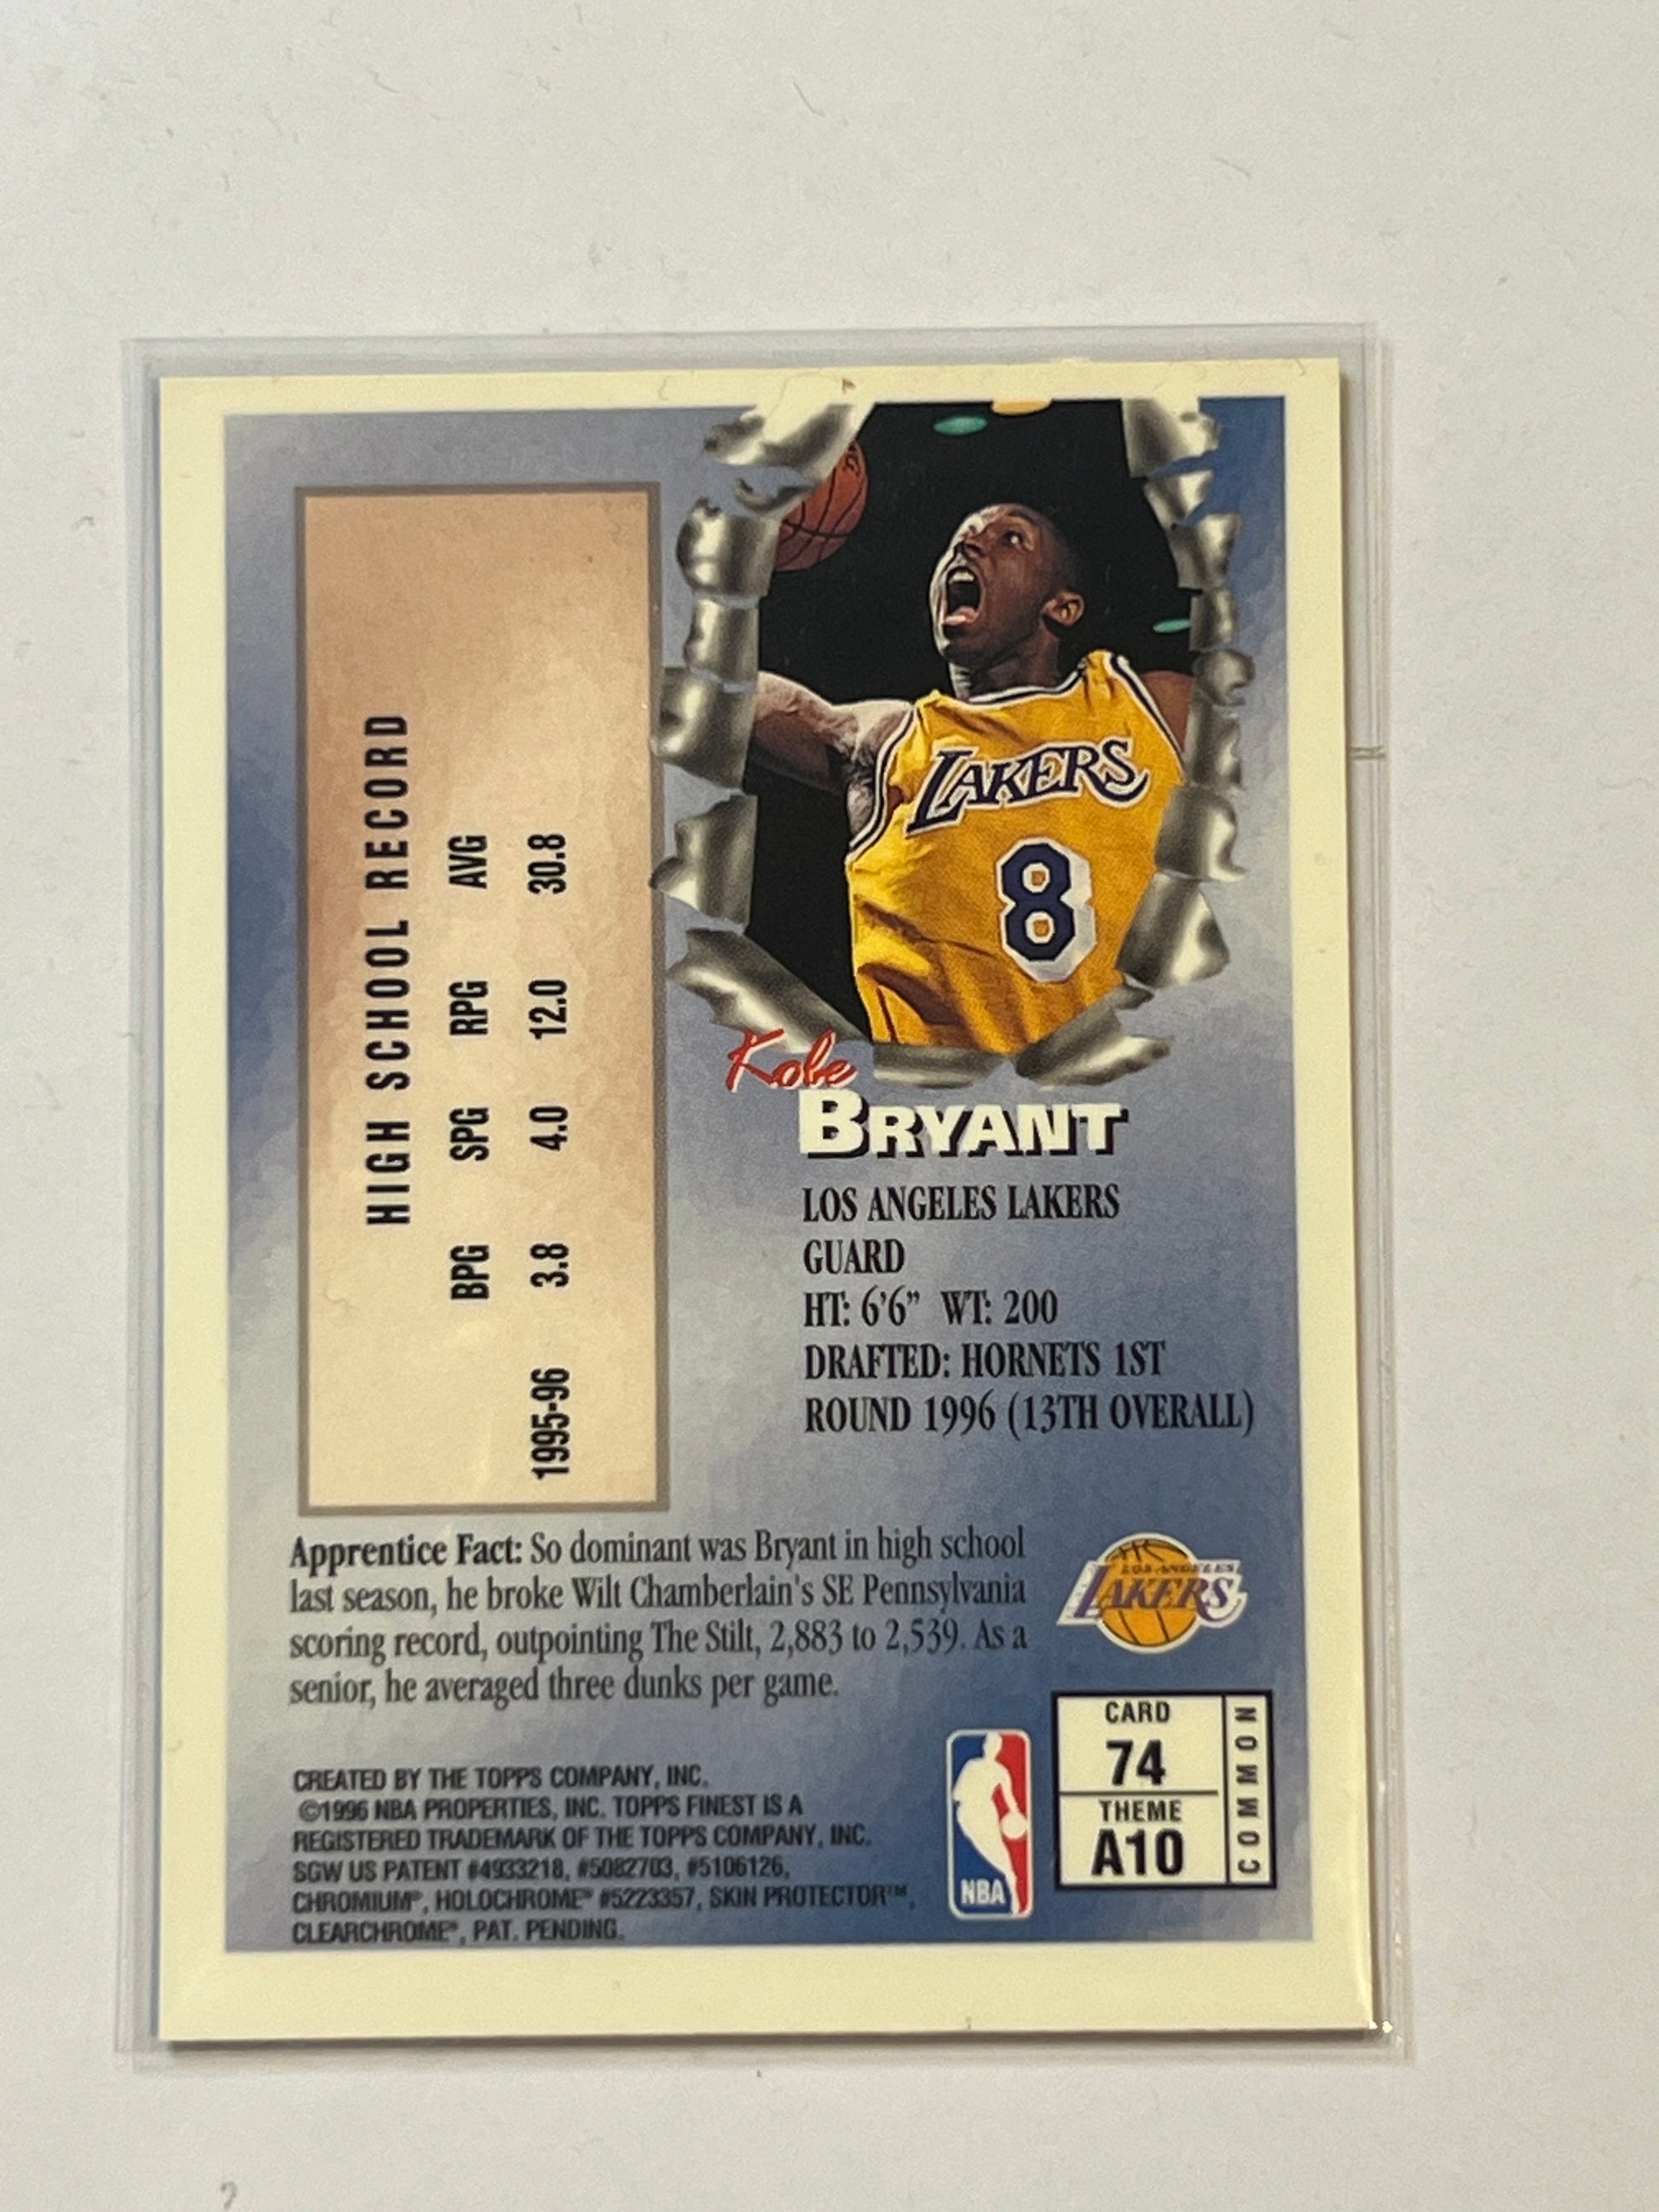 HIGH SCHOOL RECORD
BPG SPG RPG AVG
1995-96 3.8 4.0 12.0 30.8
LAKERS
8
Kobe
BRYANT
LOS ANGELES LAKERS
GUARD
HT: 6'6” WT: 200
DRAFTED: HORNETS 1ST
ROUND 1996 (13TH OVERALL)
Apprentice Fact: So dominant was Bryant in high school
last season, he broke Wilt Chamberlain's SE Pennsylvania
scoring record, outpointing The Stilt, 2,883 to 2,539. As a
senior, he averaged three dunks per game.
LOS ANGELES
LAKERS
CREATED BY THE TOPPS COMPANY, INC.
©1996 NBA PROPERTIES, INC. TOPPS FINEST IS A
REGISTERED TRADEMARK OF THE TOPPS COMPANY, INC.
SGW US PATENT #4933218, #5082703, #5106126,
CHROMIUM®, HOLOCHROME® #5223357, SKIN PROTECTOR™,
CLEARCHROME®, PAT. PENDING.
NBA
CARD
74
THEME
A10
COMMON